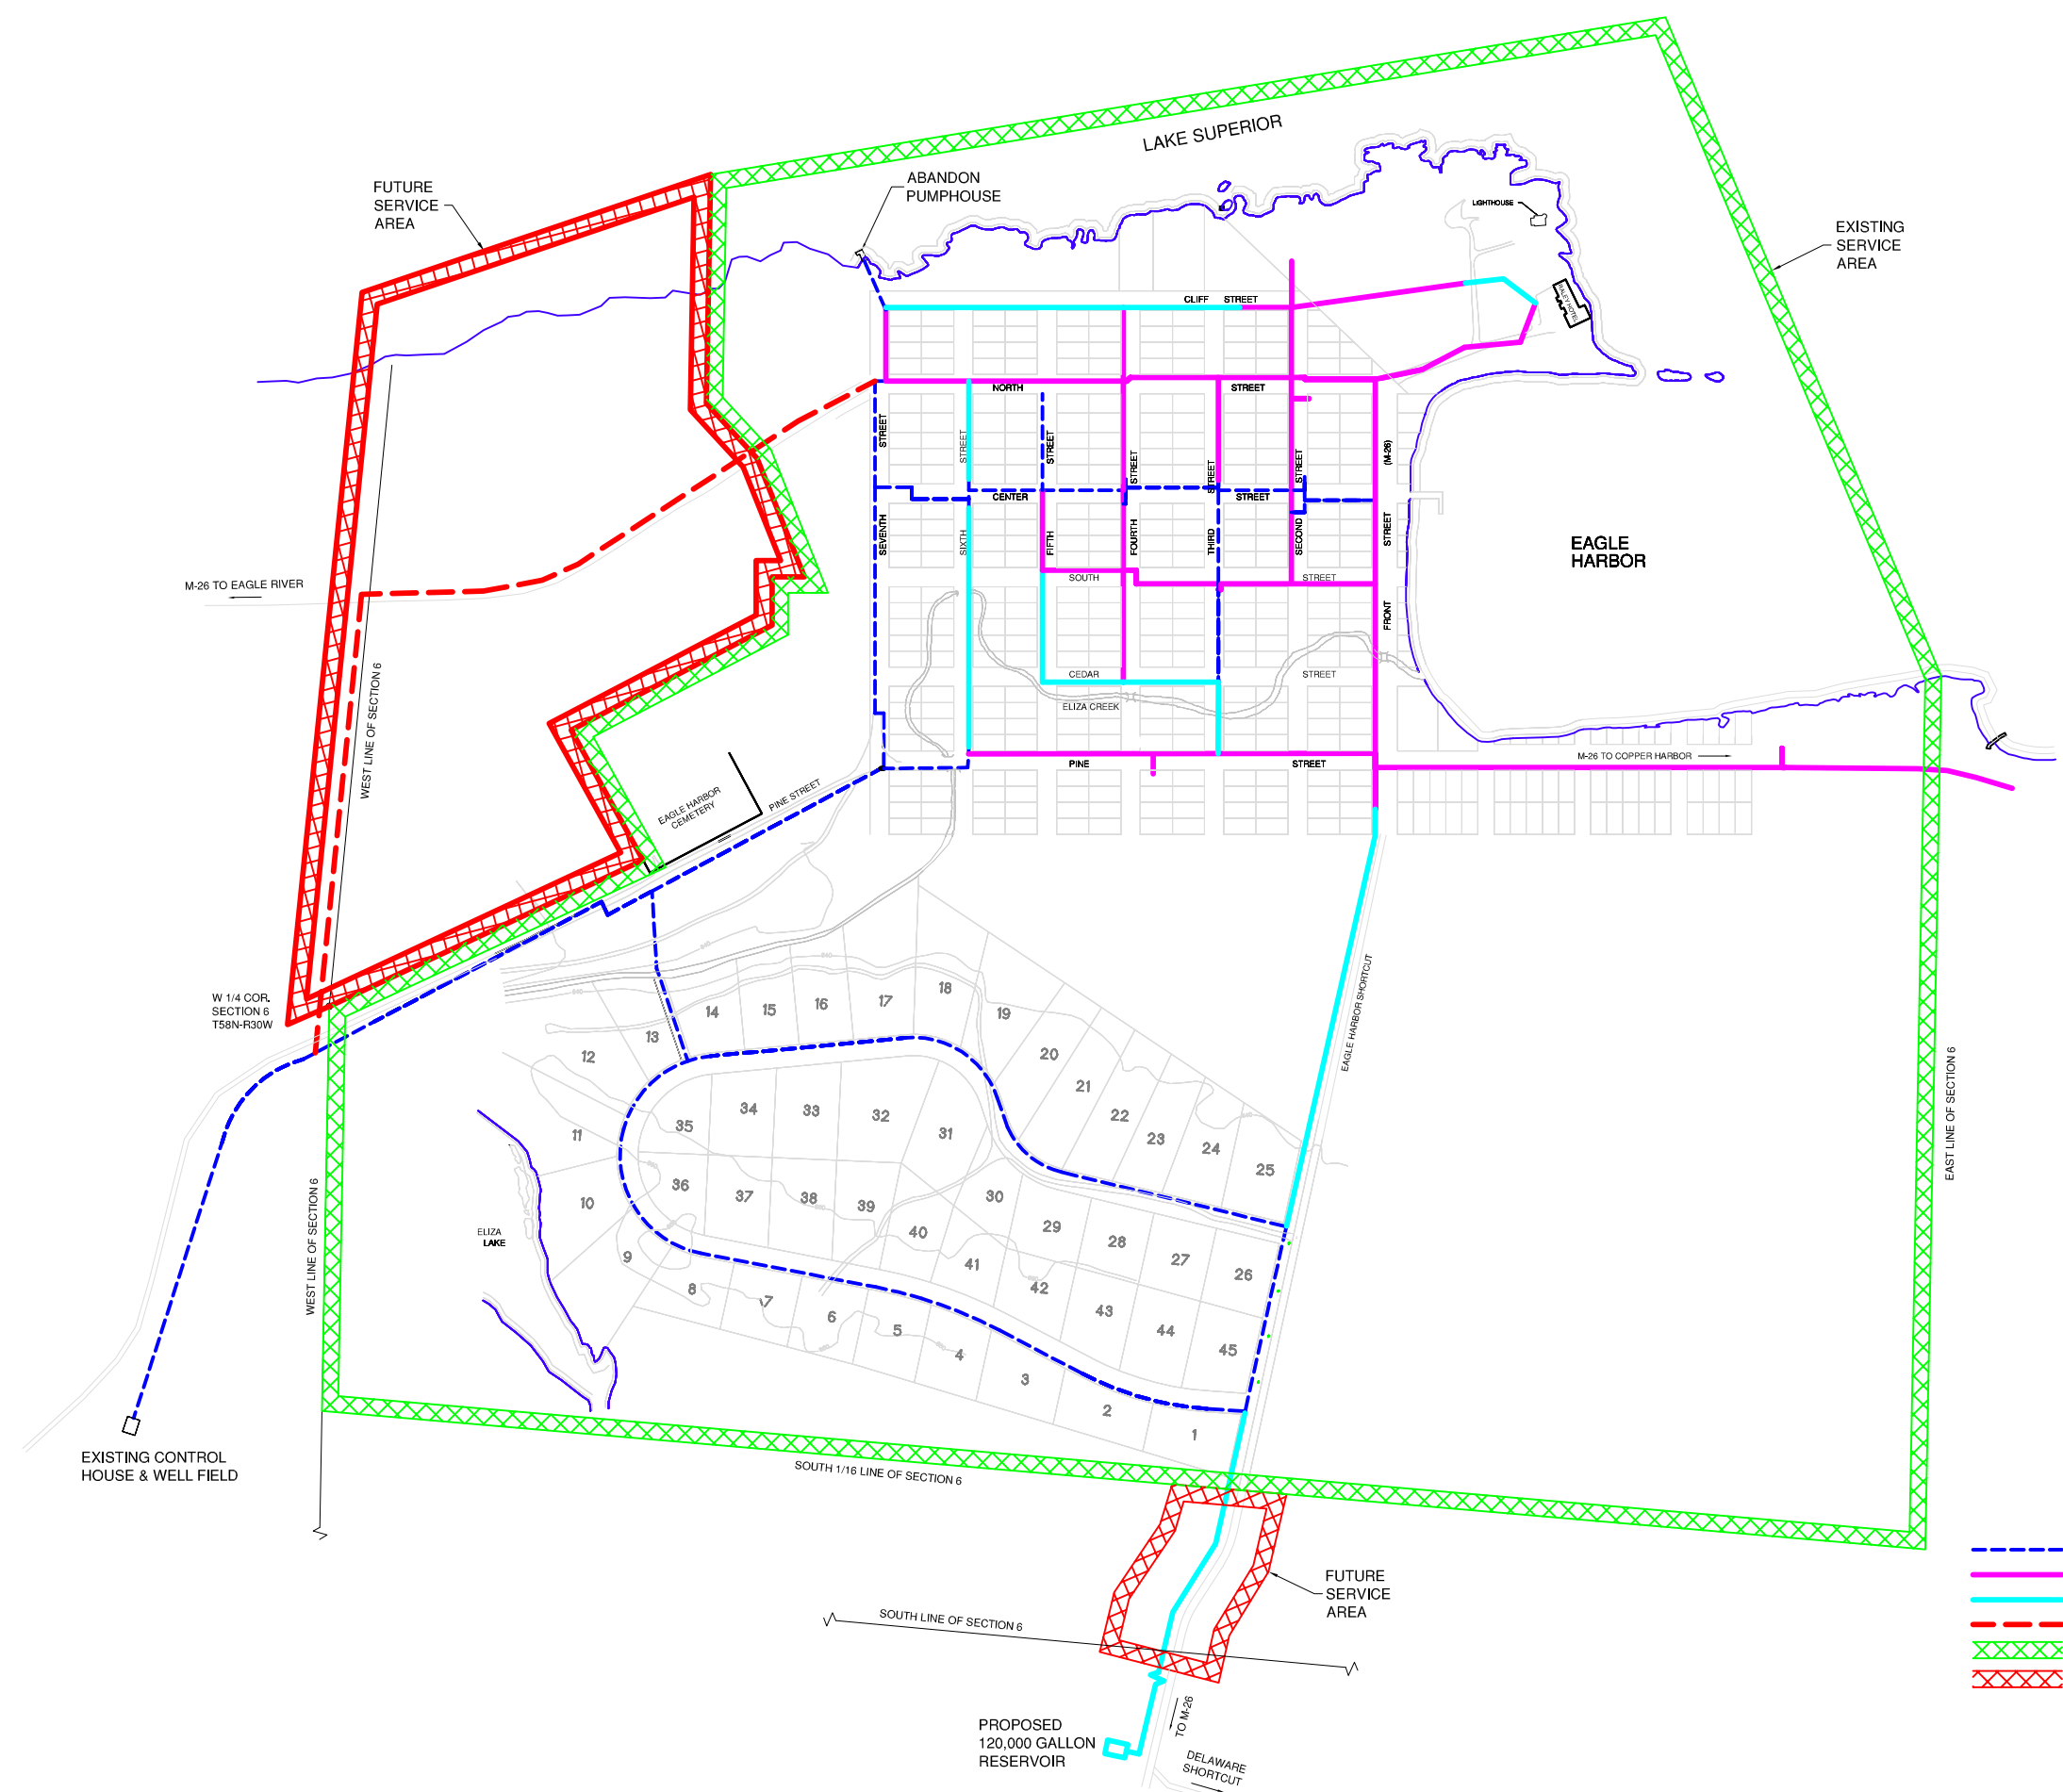 LAKE SUPERIOR
FUTURE
SERVICE
AREA
ABANDON
PUMPHOUSE
LIGHTHOUSE
EXISTING
SERVICE
AREA
RALEY HOTEL
CLIFF STREET
NORTH STREET
SEVENTH STREET
SIXTH STREET
FIFTH STREET
FOURTH STREET
THIRD STREET
SECOND STREET
FRONT STREET (M-26)
CENTER STREET
EAGLE
HARBOR
M-26 TO EAGLE RIVER
SOUTH STREET
CEDAR STREET
ELIZA CREEK
WEST LINE OF SECTION 6
PINE STREET
M-26 TO COPPER HARBOR
EAGLE HARBOR
CEMETERY
PINE STREET
W 1/4 COR.
SECTION 6
T58N-R30W
EAGLE HARBOR SHORTCUT
EAST LINE OF SECTION 6
14
15
16
17
18
19
13
12
20
21
22
23
24
25
11
35
34
33
32
31
10
36
37
38
39
30
40
29
28
27
26
9
41
42
8
7
6
5
43
44
45
4
3
2
1
ELIZA
LAKE
WEST LINE OF SECTION 6
EXISTING CONTROL
HOUSE & WELL FIELD
SOUTH 1/16 LINE OF SECTION 6
FUTURE
SERVICE
AREA
SOUTH LINE OF SECTION 6
PROPOSED
120,000 GALLON
RESERVOIR
TO M-26
DELAWARE
SHORTCUT